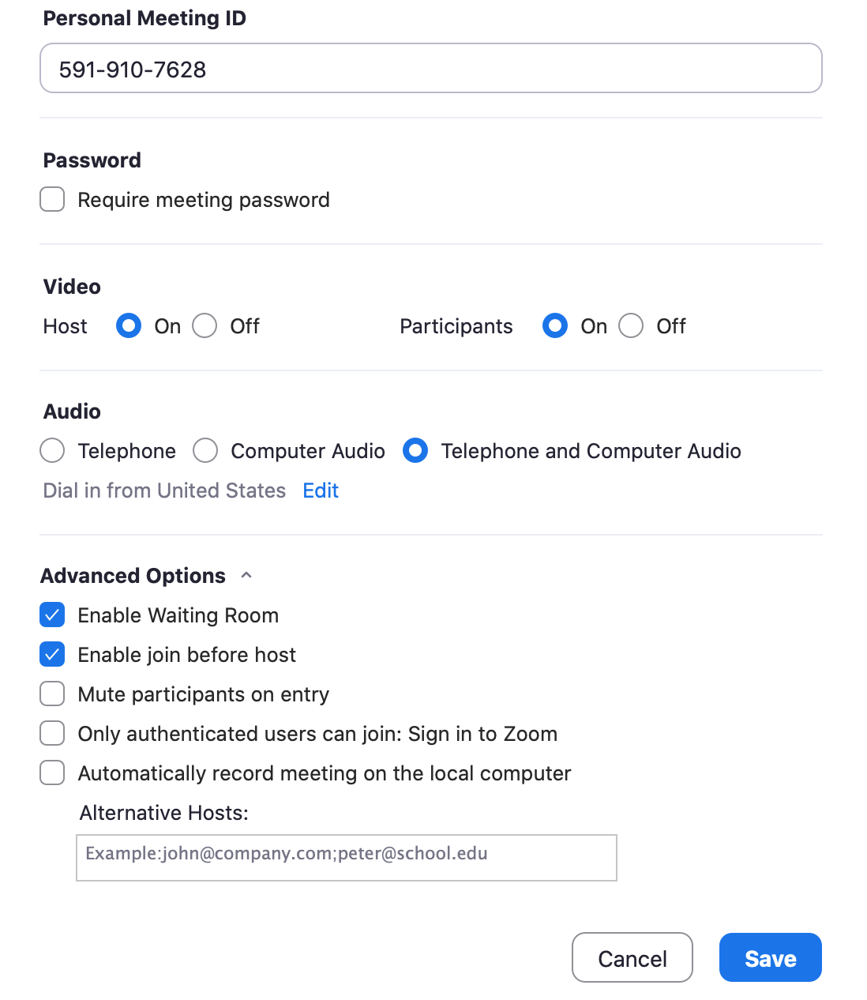 Personal Meeting ID
591-910-7628
Password
Require meeting password
Video
Host On Off Participants On Off
Audio
Telephone Computer Audio Telephone and Computer Audio
Dial in from United States Edit
Advanced Options
Enable Waiting Room
Enable join before host
Mute participants on entry
Only authenticated users can join: Sign in to Zoom
Automatically record meeting on the local computer
Alternative Hosts:
Example:john@company.com;peter@school.edu
Cancel Save